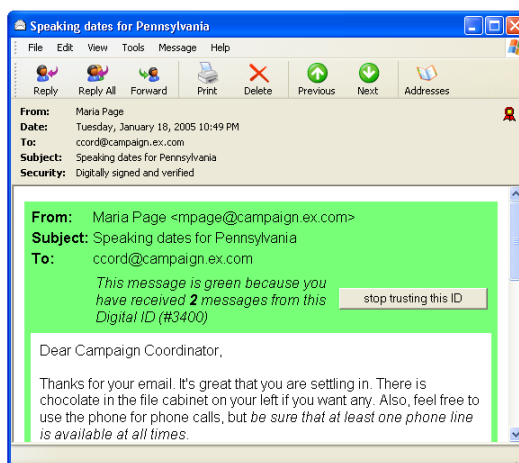 Speaking dates for Pennsylvania
File Edit View Tools Message Help
Reply Reply All Forward Print Delete Previous Next Addresses
From: Maria Page
Date: Tuesday, January 18, 2005 10:49 PM
To: ccord@campaign.ex.com
Subject: Speaking dates for Pennsylvania
Security: Digitally signed and verified
From: Maria Page <mpage@campaign.ex.com>
Subject: Speaking dates for Pennsylvania
To: ccord@campaign.ex.com
This message is green because you
have received 2 messages from this
Digital ID (#3400)
stop trusting this ID
Dear Campaign Coordinator,
Thanks for your email. It's great that you are settling in. There is
chocolate in the file cabinet on your left if you want any. Also, feel free to
use the phone for phone calls, but be sure that at least one phone line
is available at all times.